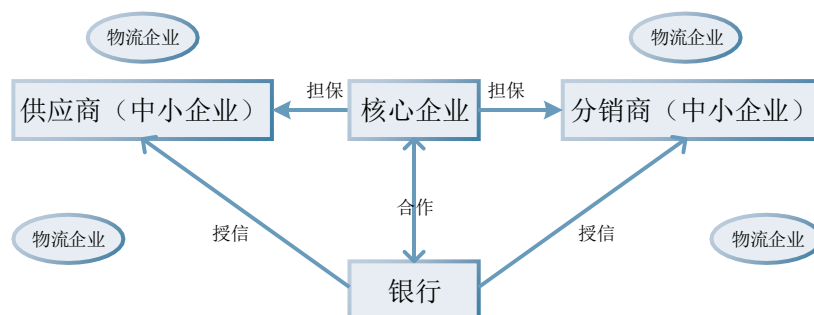 物流企业
物流企业
担保
担保
供应商（中小企业）
核心企业
分销商（中小企业）
合作
物流企业
授信
授信
物流企业
银行